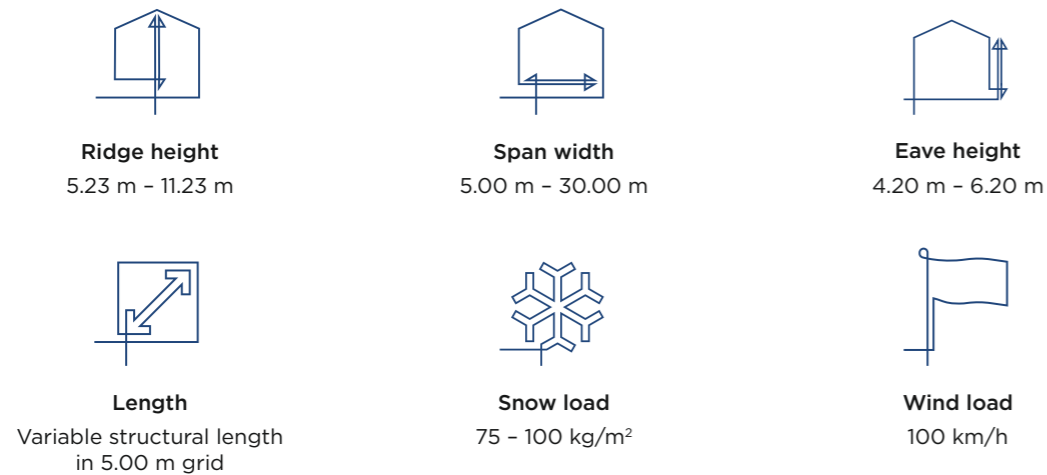 Ridge height
5.23 m – 11.23 m
Span width
5.00 m – 30.00 m
Eave height
4.20 m – 6.20 m
Length
Variable structural length
in 5.00 m grid
Snow load
75 – 100 kg/m²
Wind load
100 km/h